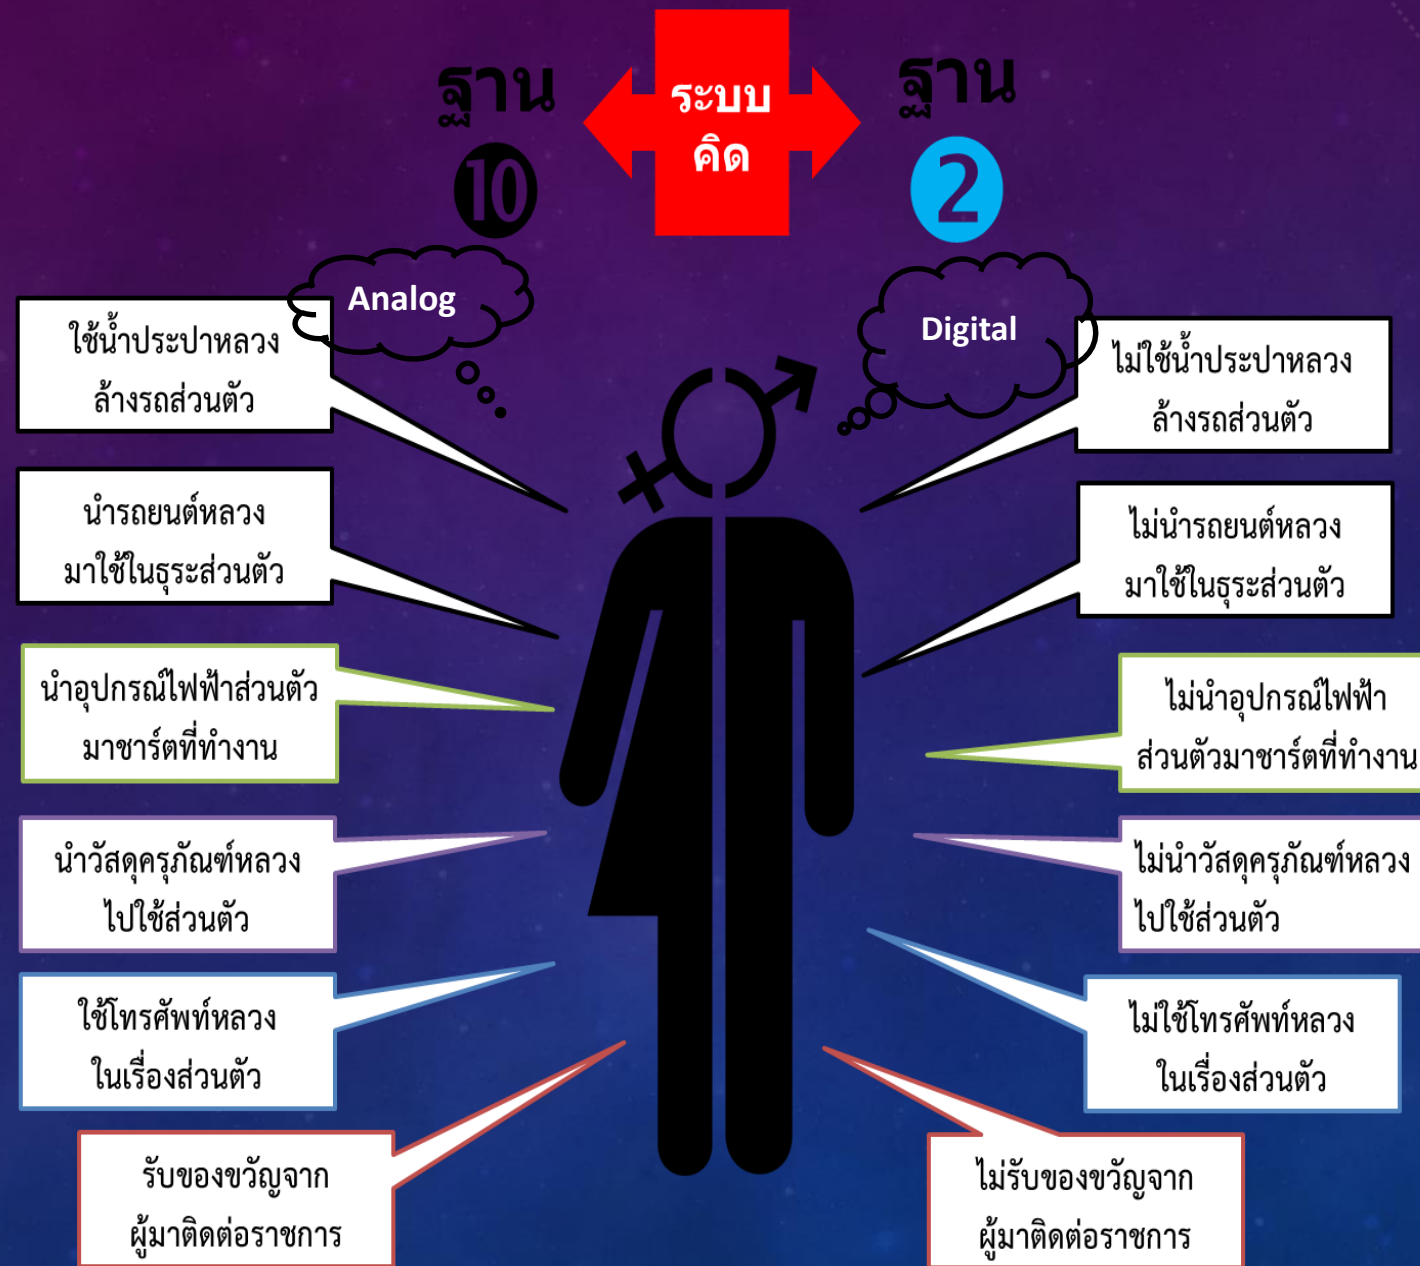 ฐาน
❿
ระบบ
คิด
ฐาน
2
Analog
Digital
ใช้น้ำประปาหลวง
ล้างรถส่วนตัว
ไม่ใช้น้ำประปาหลวง
ล้างรถส่วนตัว
นำรถยนต์หลวง
มาใช้ในธุระส่วนตัว
ไม่นำรถยนต์หลวง
มาใช้ในธุระส่วนตัว
นำอุปกรณ์ไฟฟ้าส่วนตัว
มาชาร์ตที่ทำงาน
ไม่นำอุปกรณ์ไฟฟ้า
ส่วนตัวมาชาร์ตที่ทำงาน
นำวัสดุครุภัณฑ์หลวง
ไปใช้ส่วนตัว
ไม่นำวัสดุครุภัณฑ์หลวง
ไปใช้ส่วนตัว
ใช้โทรศัพท์หลวง
ในเรื่องส่วนตัว
ไม่ใช้โทรศัพท์หลวง
ในเรื่องส่วนตัว
รับของขวัญจาก
ผู้มาติดต่อราชการ
ไม่รับของขวัญจาก
ผู้มาติดต่อราชการ